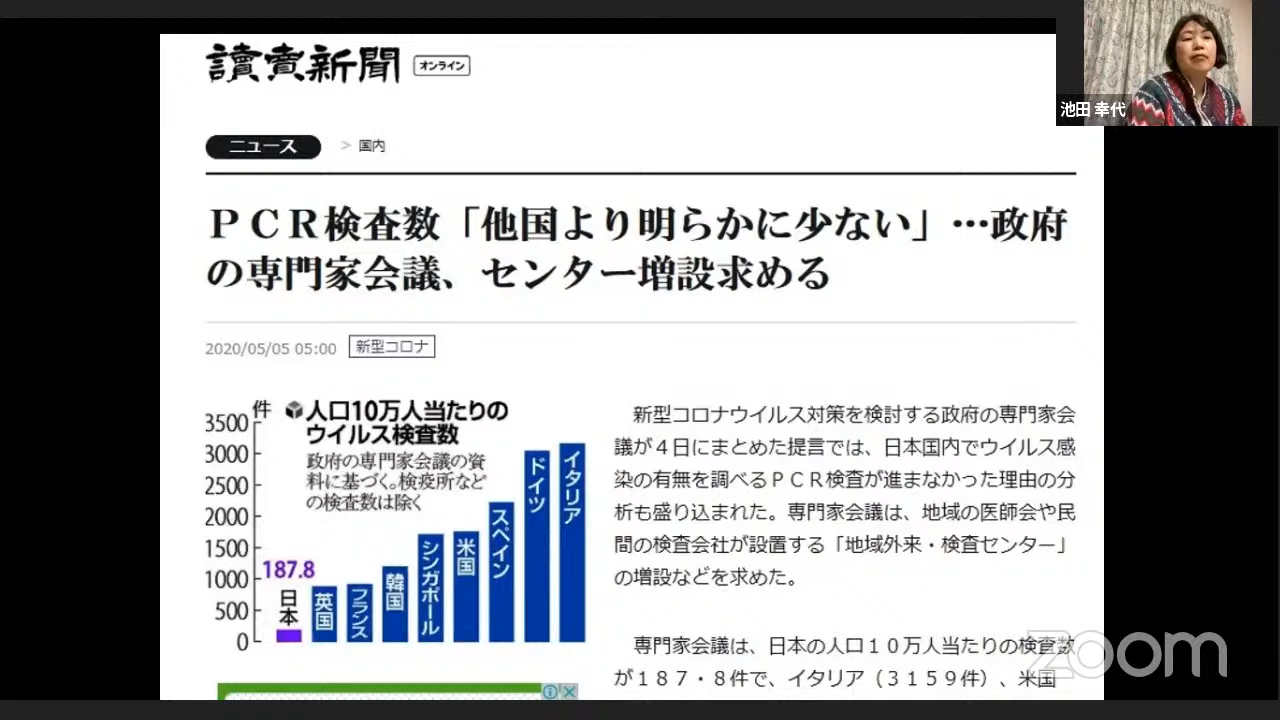 讀賣新聞 オンライン
池田 幸代
ニュース > 国内
ＰＣＲ検査数「他国より明らかに少ない」…政府
の専門家会議、センター増設求める
2020/05/05 05:00 新型コロナ
件
人口10万人当たりの
ウイルス検査数
政府の専門家会議の資
料に基づく。検疫所など
の検査数は除く
3500
3000
2500
2000
1500
1000
500
0
187.8
日本
英国
フランス
韓国
シンガポール
米国
スペイン
ドイツ
イタリア
新型コロナウイルス対策を検討する政府の専門家会
議が４日にまとめた提言では、日本国内でウイルス感
染の有無を調べるＰＣＲ検査が進まなかった理由の分
析も盛り込まれた。専門家会議は、地域の医師会や民
間の検査会社が設置する「地域外来・検査センター」
の増設などを求めた。
専門家会議は、日本の人口１０万人当たりの検査数
が１８７・８件で、イタリア（３１５９件）、米国
zoom